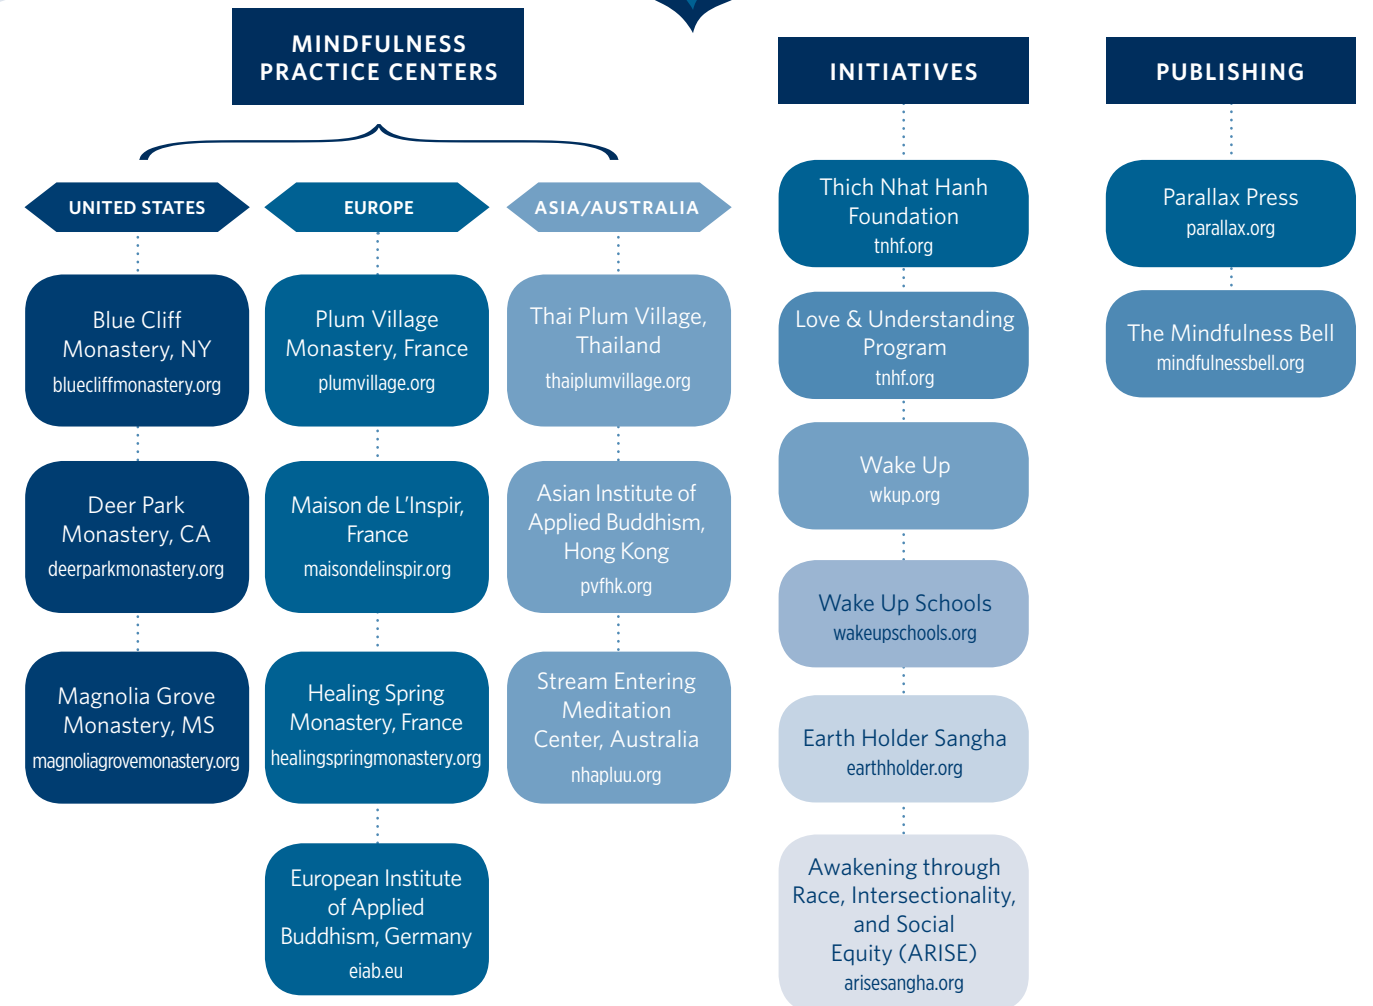 MINDFULNESS
PRACTICE CENTERS
UNITED STATES
Blue Cliff
Monastery, NY
bluecliffmonastery.org
Deer Park
Monastery, CA
deerparkmonastery.org
Magnolia Grove
Monastery, MS
magnoliagrovemonastery.org
EUROPE
Plum Village
Monastery, France
plumvillage.org
Maison de L’Inspir,
France
maisondelinspir.org
Healing Spring
Monastery, France
healingspringmonastery.org
European Institute
of Applied
Buddhism, Germany
eiab.eu
ASIA/AUSTRALIA
Thai Plum Village,
Thailand
thaiplumvillage.org
Asian Institute of
Applied Buddhism,
Hong Kong
pvfhk.org
Stream Entering
Meditation
Center, Australia
nhapluu.org
INITIATIVES
Thich Nhat Hanh
Foundation
tnhf.org
Love & Understanding
Program
tnhf.org
Wake Up
wkup.org
Wake Up Schools
wakeupschools.org
Earth Holder Sangha
earthholder.org
Awakening through
Race, Intersectionality,
and Social
Equity (ARISE)
arisesangha.org
PUBLISHING
Parallax Press
parallax.org
The Mindfulness Bell
mindfulnessbell.org